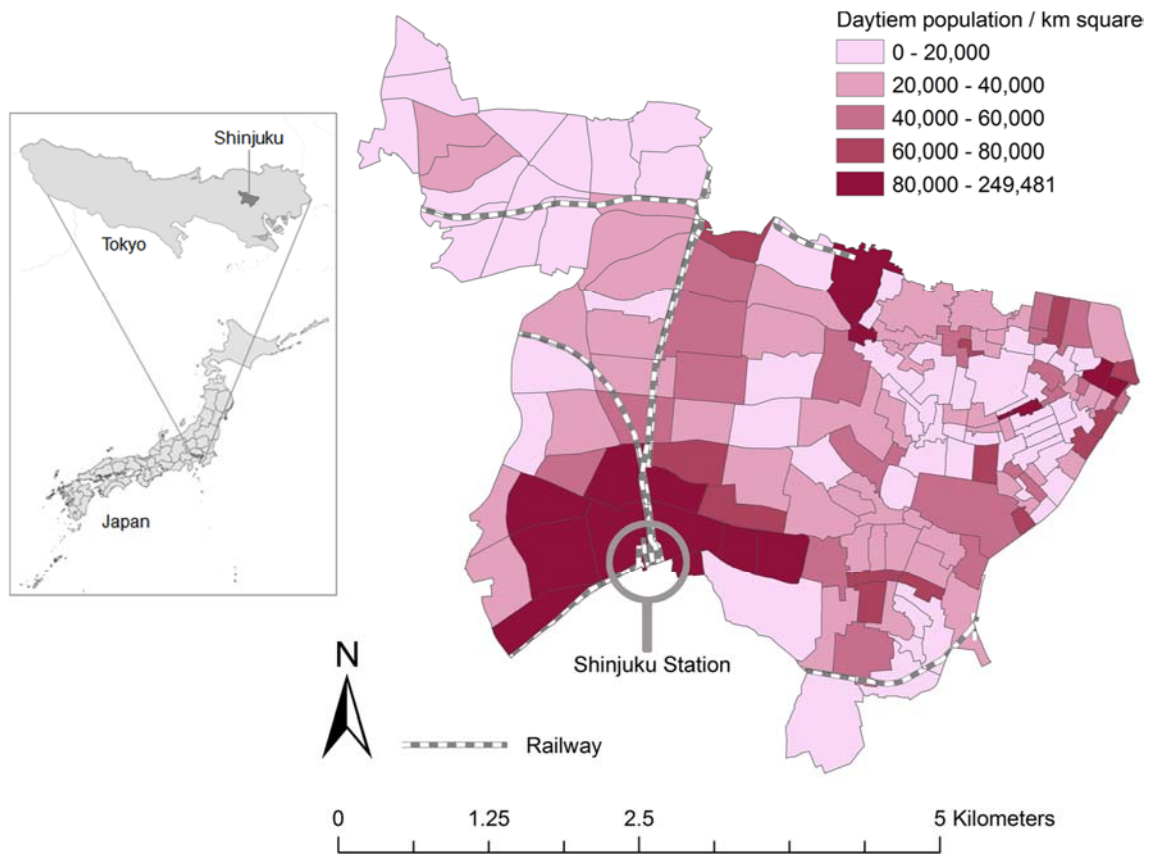 Daytiem population / km square
0 - 20,000
20,000 - 40,000
40,000 - 60,000
60,000 - 80,000
80,000 - 249,481
Shinjuku
Tokyo
Japan
Shinjuku Station
N
Railway
0 1.25 2.5 5 Kilometers